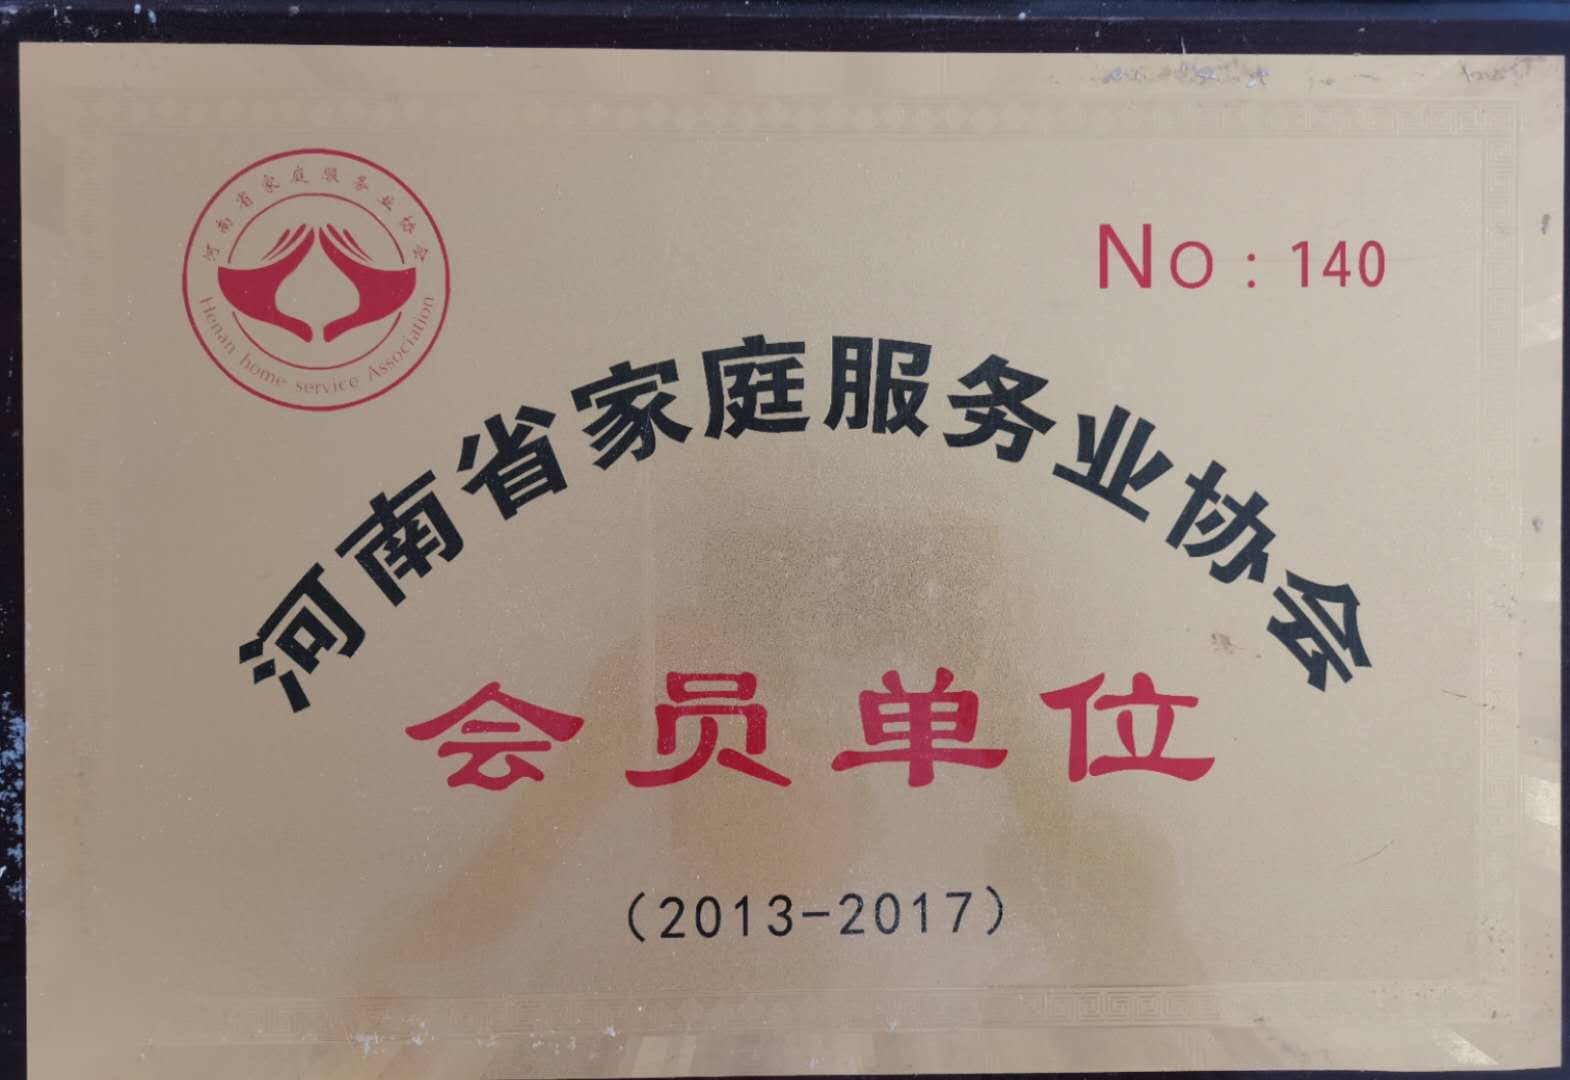 河南省家庭服务业协会
Henan home service Association
No：140
河南省家庭服务业协会
会员单位
（2013-2017）